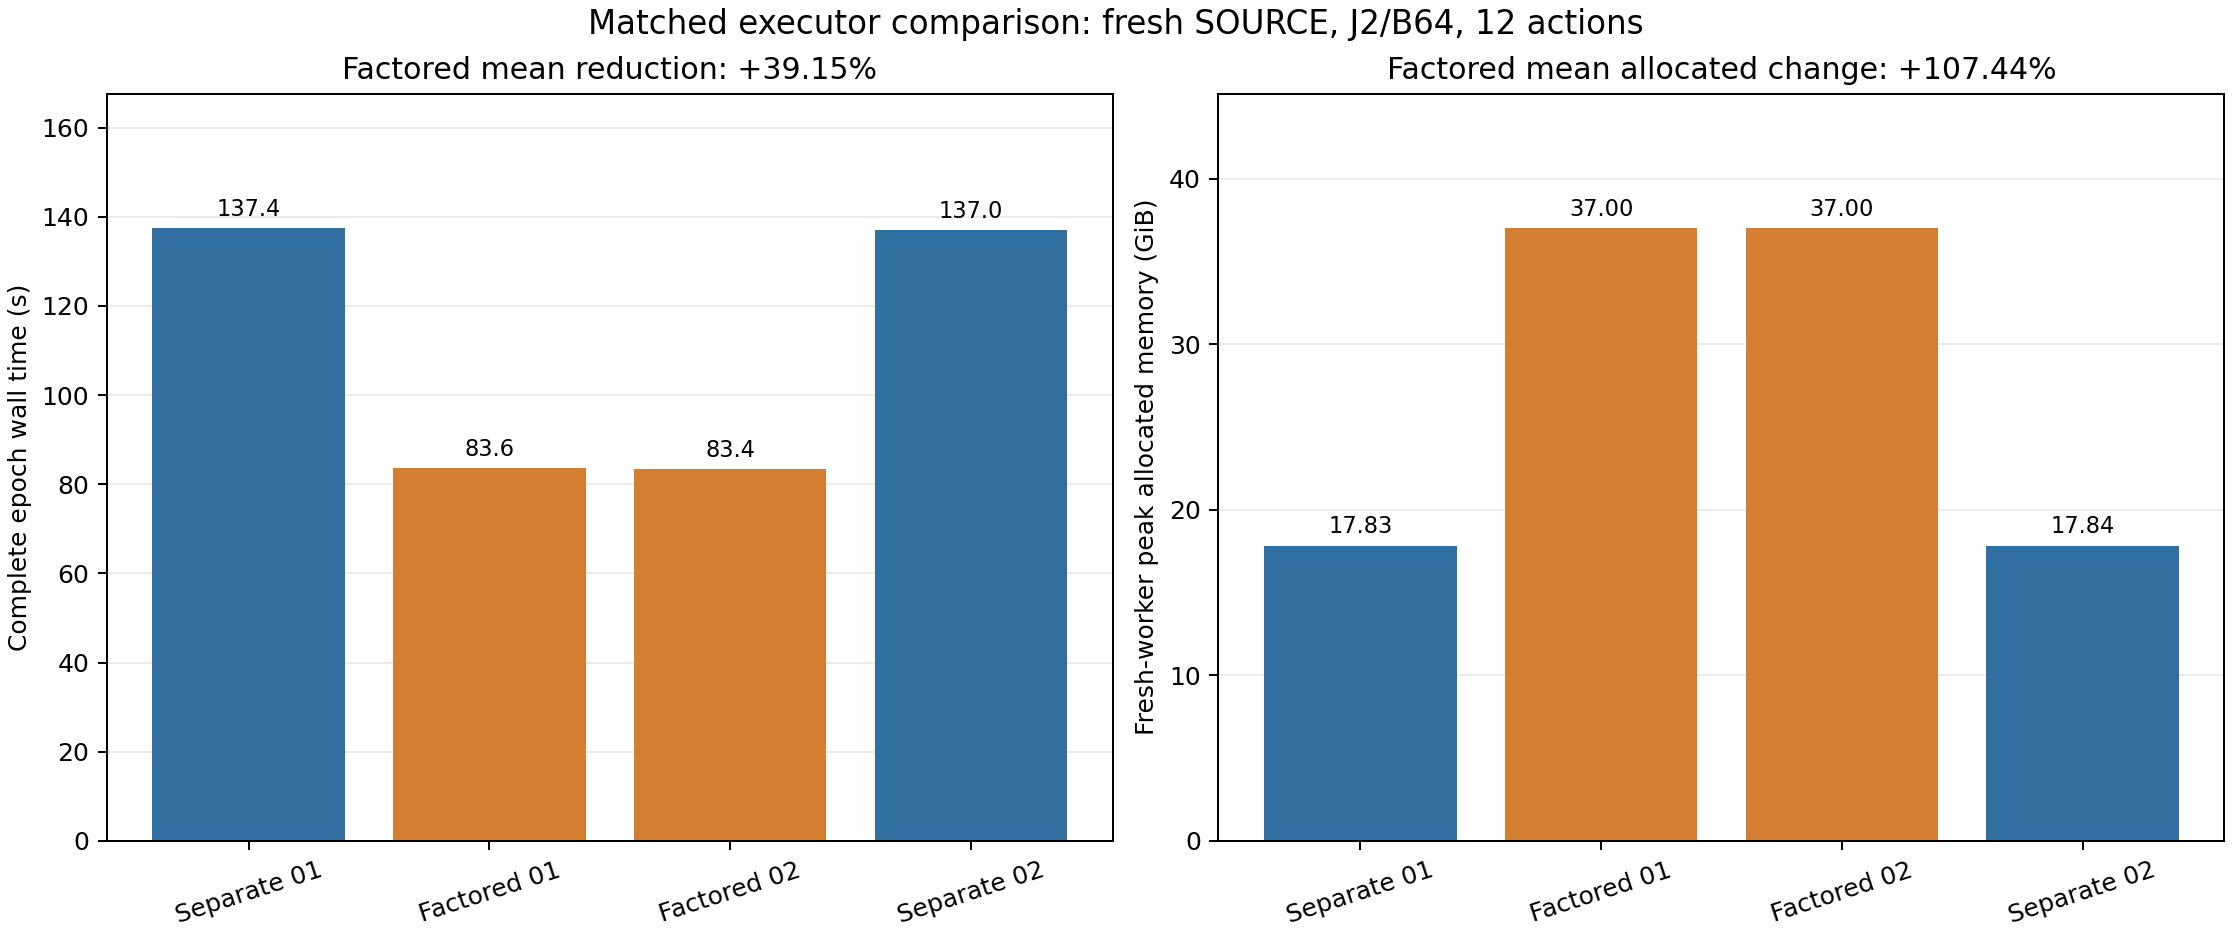 Matched executor comparison: fresh SOURCE, J2/B64, 12 actions
Factored mean reduction: +39.15%
Complete epoch wall time (s)
160
140
120
100
80
60
40
20
0
137.4
83.6
83.4
137.0
Separate 01
Factored 01
Factored 02
Separate 02
Factored mean allocated change: +107.44%
Fresh-worker peak allocated memory (GiB)
40
30
20
10
0
17.83
37.00
37.00
17.84
Separate 01
Factored 01
Factored 02
Separate 02